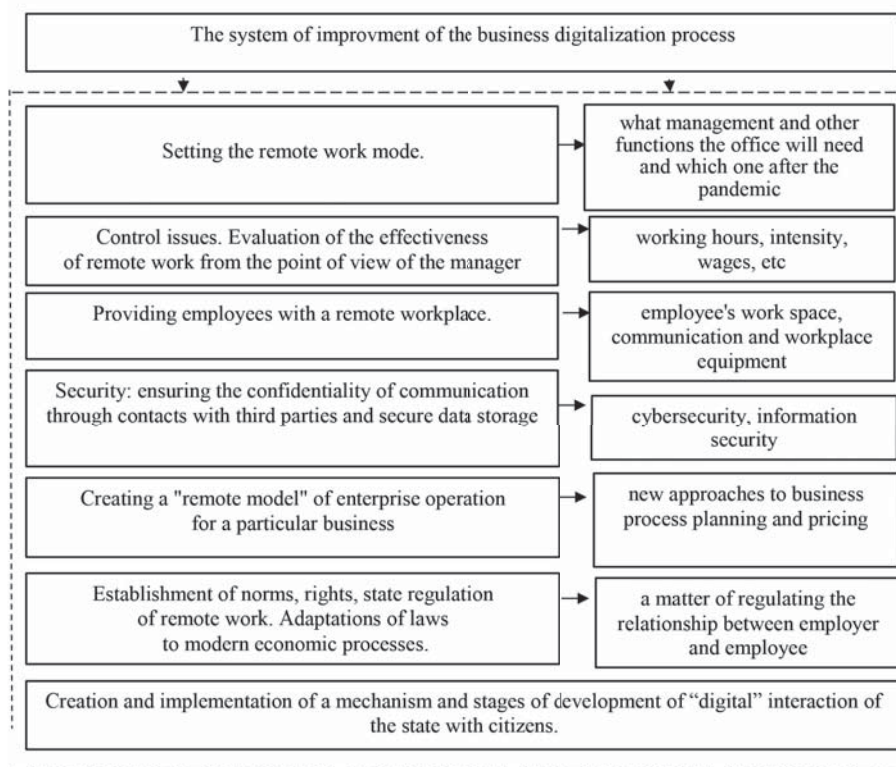 The system of improvment of the business digitalization process
Setting the remote work mode.
what management and other
functions the office will need
and which one after the
pandemic
Control issues. Evaluation of the effectiveness
of remote work from the point of view of the manager
working hours, intensity,
wages, etc
Providing employees with a remote workplace.
employee's work space,
communication and workplace
equipment
Security: ensuring the confidentiality of communication
through contacts with third parties and secure data storage
cybersecurity, information
security
Creating a "remote model" of enterprise operation
for a particular business
new approaches to business
process planning and pricing
Establishment of norms, rights, state regulation
of remote work. Adaptations of laws
to modern economic processes.
a matter of regulating the
relationship between employer
and employee
Creation and implementation of a mechanism and stages of development of “digital” interaction of
the state with citizens.